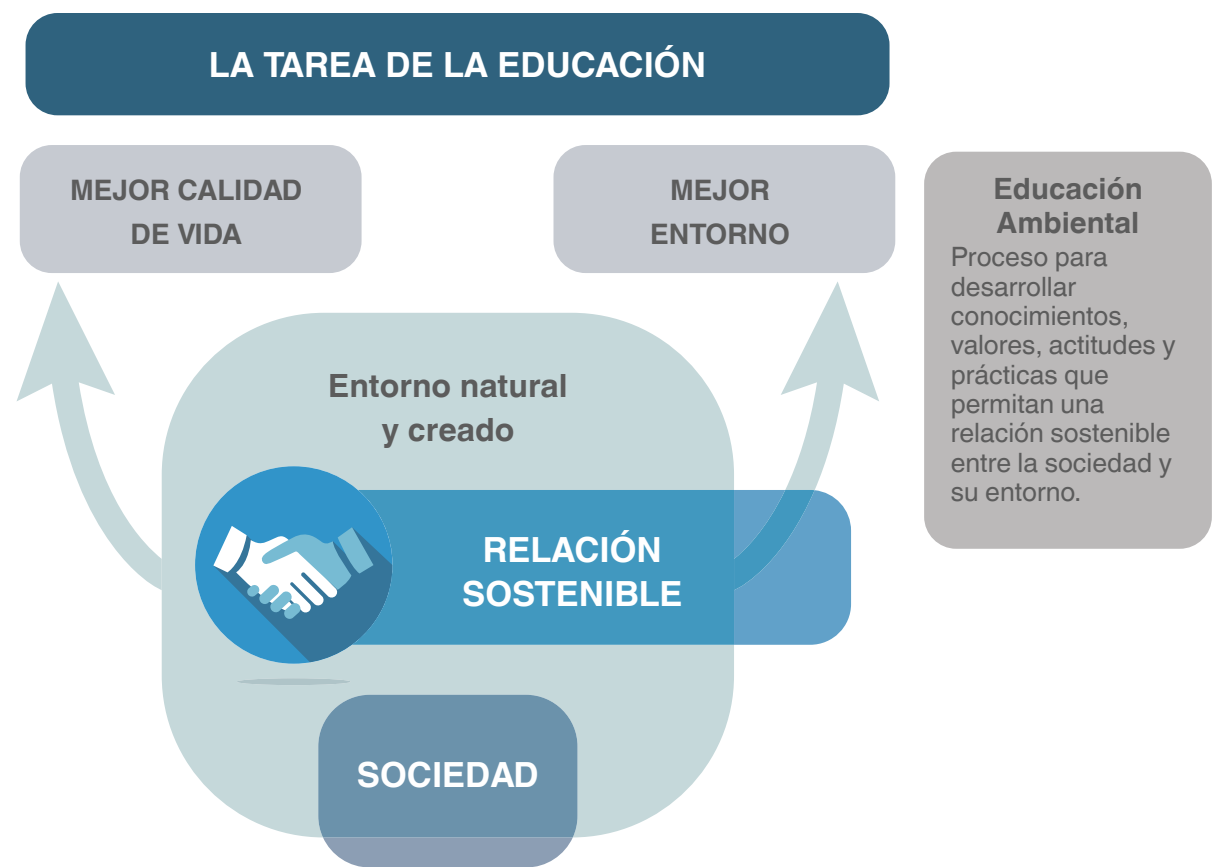 LA TAREA DE LA EDUCACIÓN
MEJOR CALIDAD
DE VIDA
MEJOR
ENTORNO
Educación
Ambiental
Proceso para
desarrollar
conocimientos,
valores, actitudes y
prácticas que
permitan una
relación sostenible
entre la sociedad y
su entorno.
Entorno natural
y creado
RELACIÓN
SOSTENIBLE
SOCIEDAD